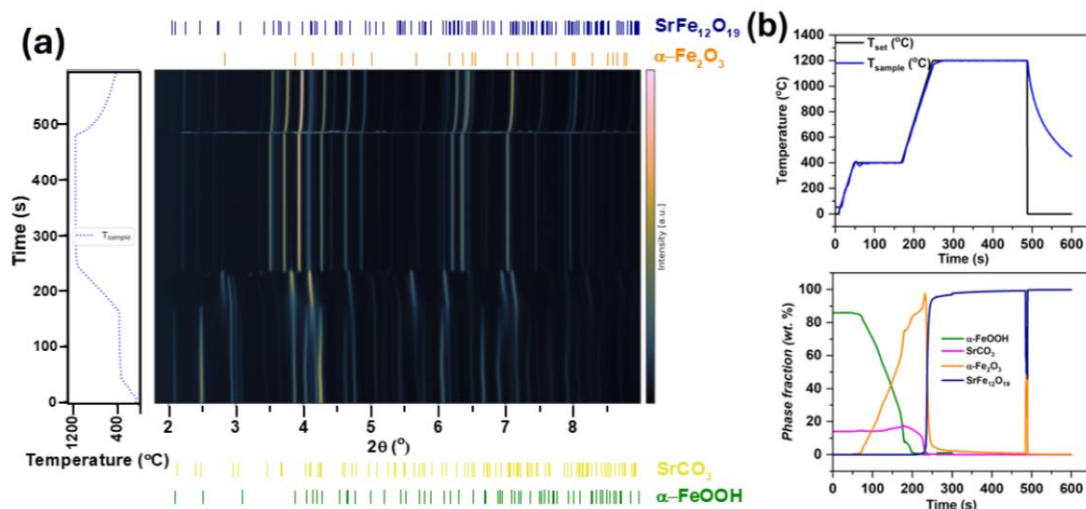 (a)
SrFe₁₂O₁₉
α–Fe₂O₃
Time (s)
500
400
300
200
100
0
T_sample
1200
400
Temperature (°C)
2
3
4
5
6
7
8
2θ (°)
Intensity [a.u.]
SrCO₃
α–FeOOH
(b)
1400
1200
1000
800
600
400
200
0
Temperature (°C)
T_set (°C)
T_sample (°C)
0
100
200
300
400
500
600
Time (s)
100
80
60
40
20
0
Phase fraction (wt. %)
α-FeOOH
SrCO₃
α-Fe₂O₃
SrFe₁₂O₁₉
0
100
200
300
400
500
600
Time (s)